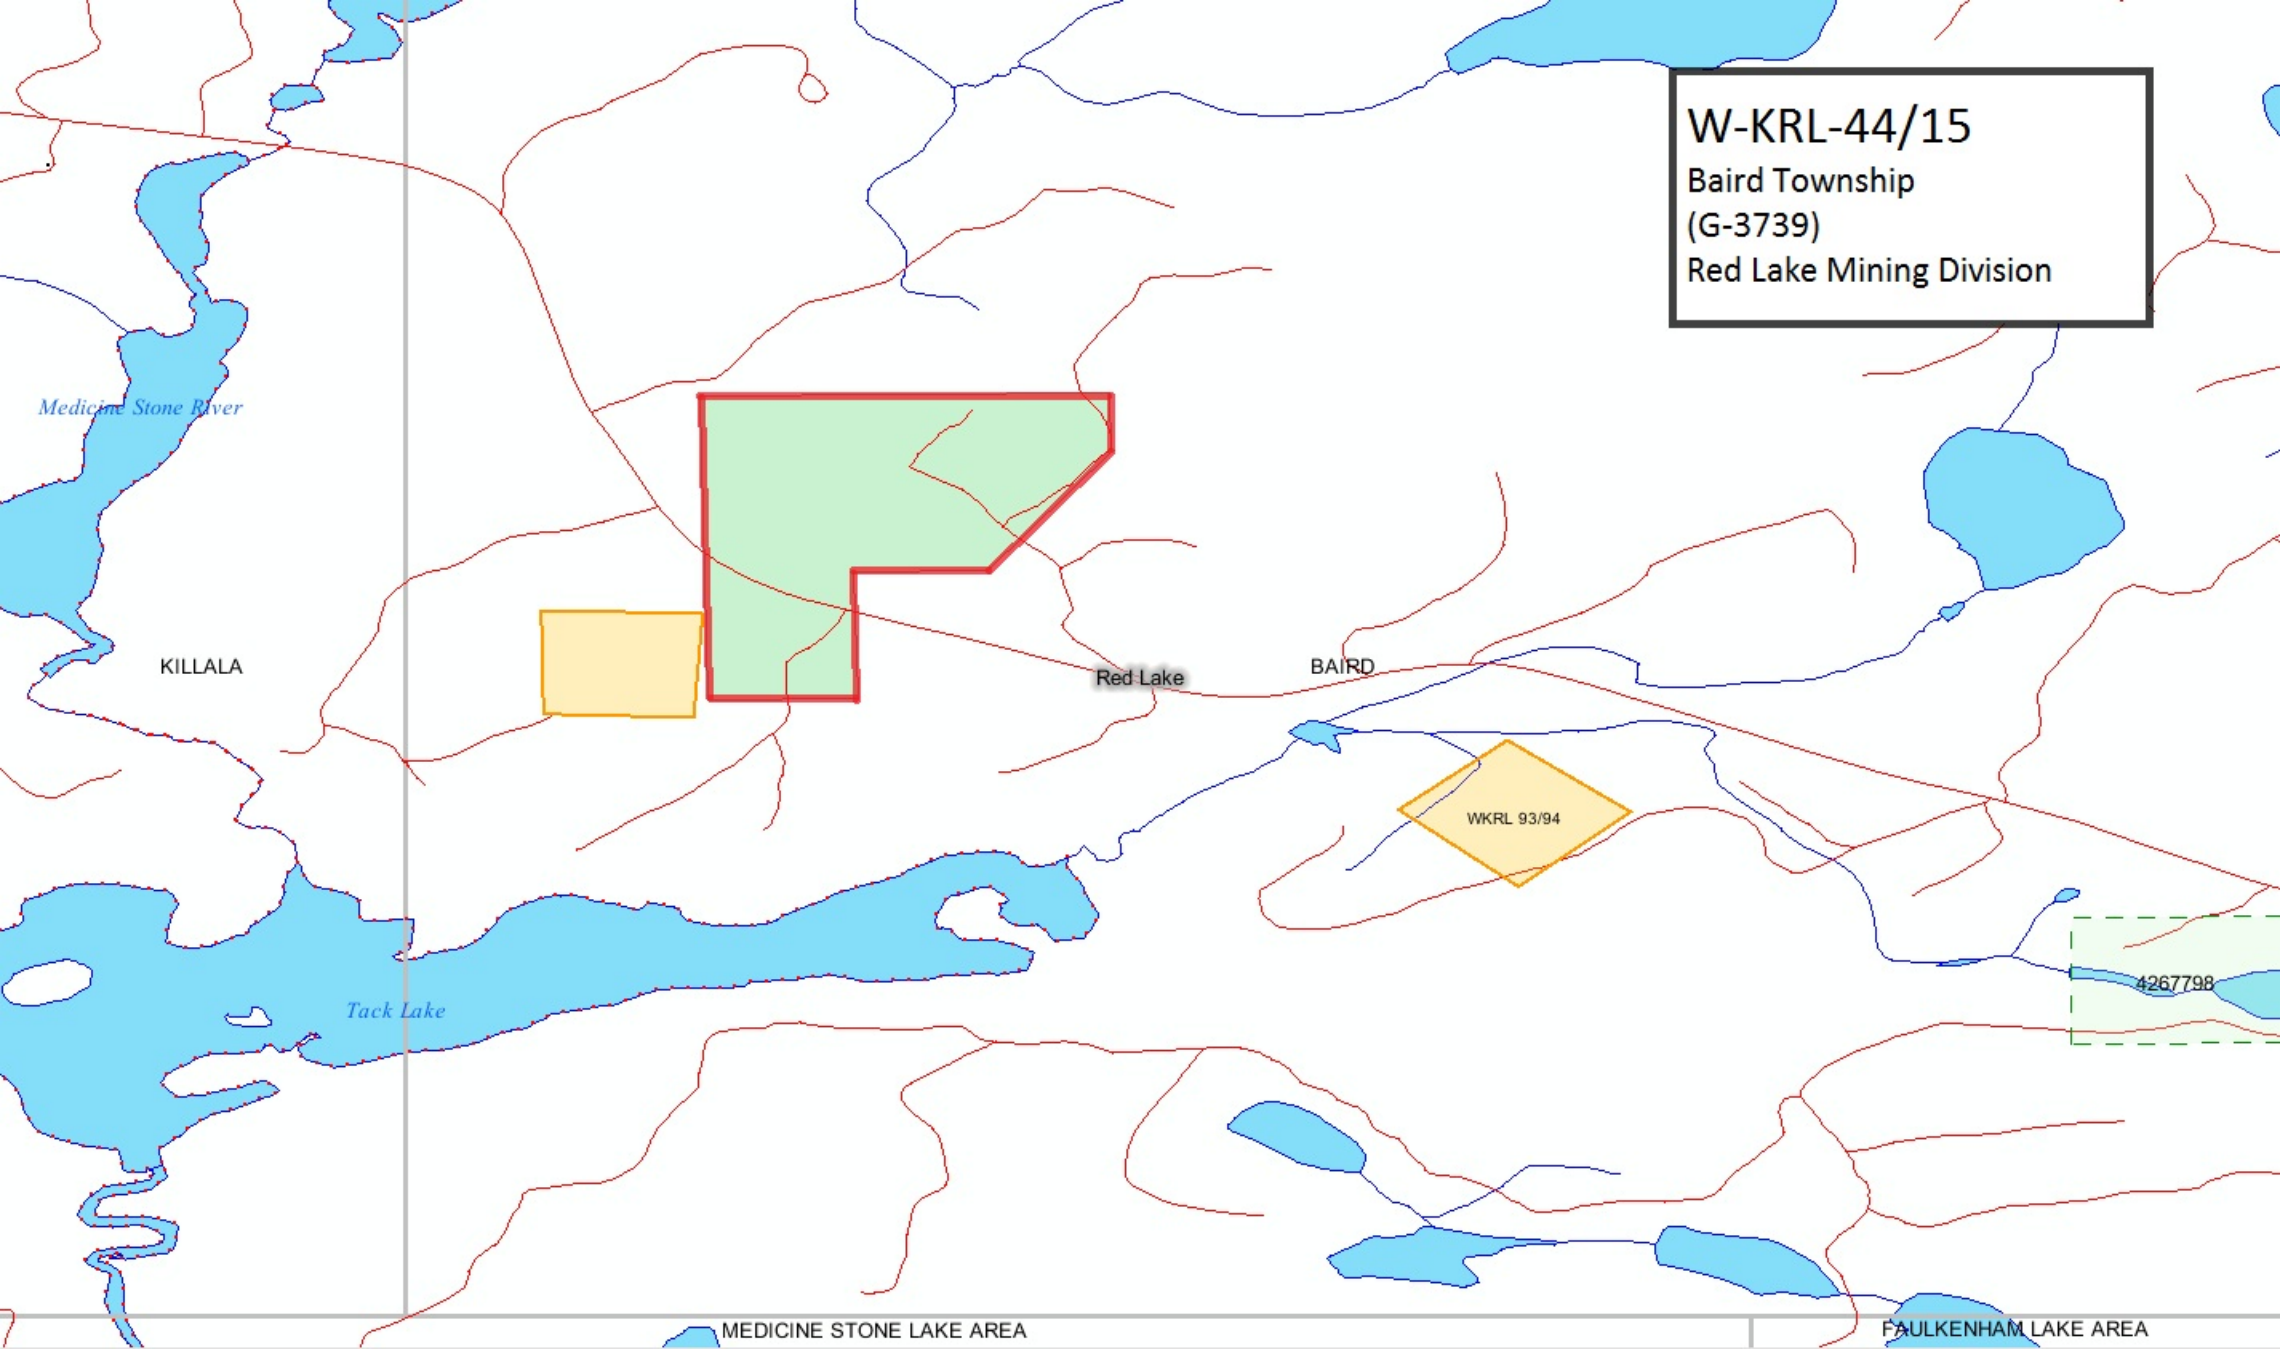 W-KRL-44/15
Baird Township
(G-3739)
Red Lake Mining Division
Medicine Stone River
KILLALA
Red Lake
BAIRD
WKRL 93/94
4267798
Tack Lake
MEDICINE STONE LAKE AREA
FAULKENHAM LAKE AREA